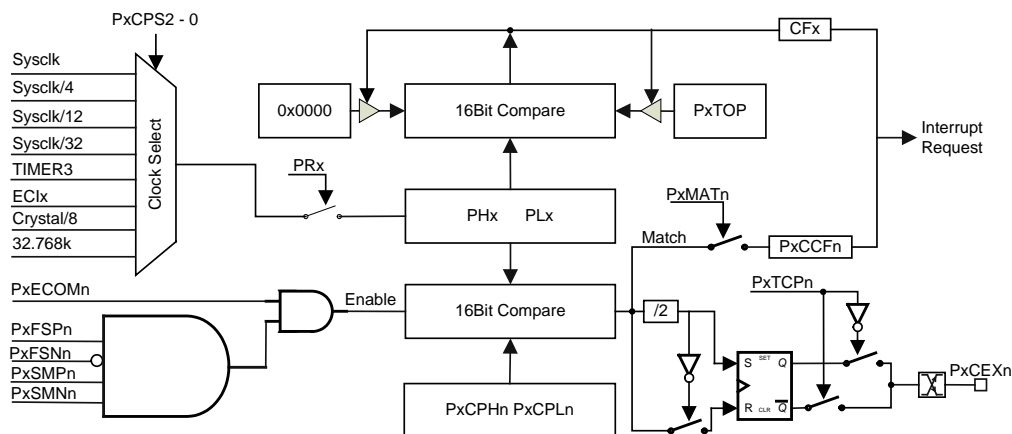 PxCPS2 - 0
Sysclk
Sysclk/4
Sysclk/12
Sysclk/32
TIMER3
ECIx
Crystal/8
32.768k
Clock Select
PRx
0x0000
16Bit Compare
PxTOP
CFx
Interrupt
Request
PHx PLx
PxMATn
Match
PxCCFn
PxECOMn
PxFSPn
PxFSNn
PxSMPn
PxSMNn
Enable
16Bit Compare
PxCPHn PxCPLn
/2
PxTCPn
S SET Q
R CLR Q
PxCEXn